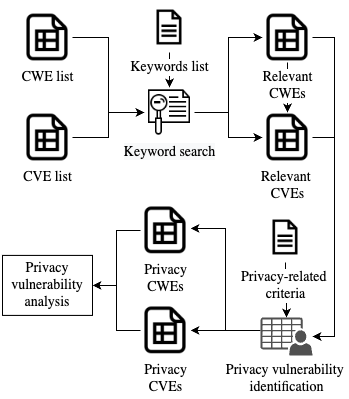 CWE list
Keywords list
Relevant
CWEs
CVE list
Keyword search
Relevant
CVEs
Privacy
vulnerability
analysis
Privacy
CWEs
Privacy-related
criteria
Privacy
CVEs
Privacy vulnerability
identification